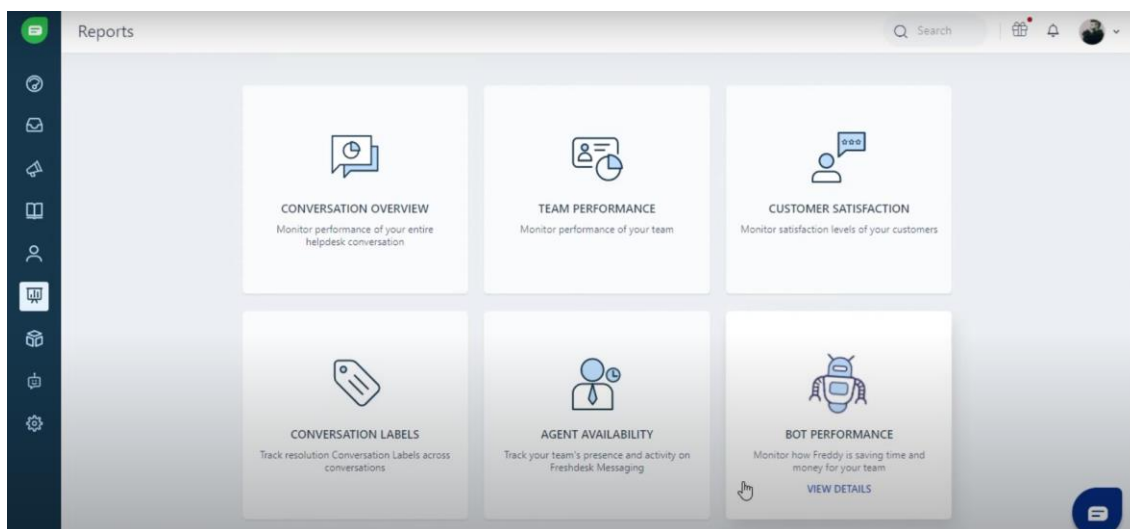 Reports
Search
CONVERSATION OVERVIEW
Monitor performance of your entire
helpdesk conversation
TEAM PERFORMANCE
Monitor performance of your team
CUSTOMER SATISFACTION
Monitor satisfaction levels of your customers
CONVERSATION LABELS
Track resolution Conversation Labels across
conversations
AGENT AVAILABILITY
Track your team's presence and activity on
Freshdesk Messaging
BOT PERFORMANCE
Monitor how Freddy is saving time and
money for your team
VIEW DETAILS